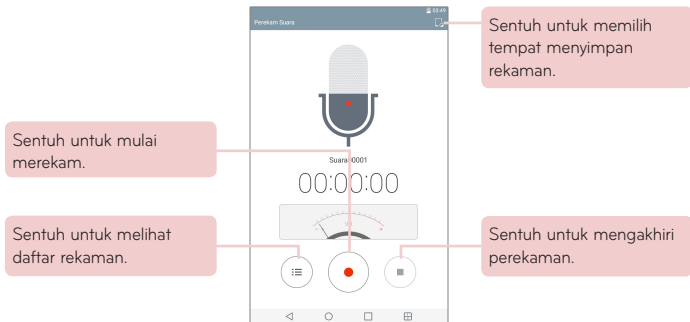 03:49
Perekam Suara
Sentuh untuk memilih
tempat menyimpan
rekaman.
Sentuh untuk mulai
merekam.
Suara 0001
00:00:00
Sentuh untuk melihat
daftar rekaman.
Sentuh untuk mengakhiri
perekaman.